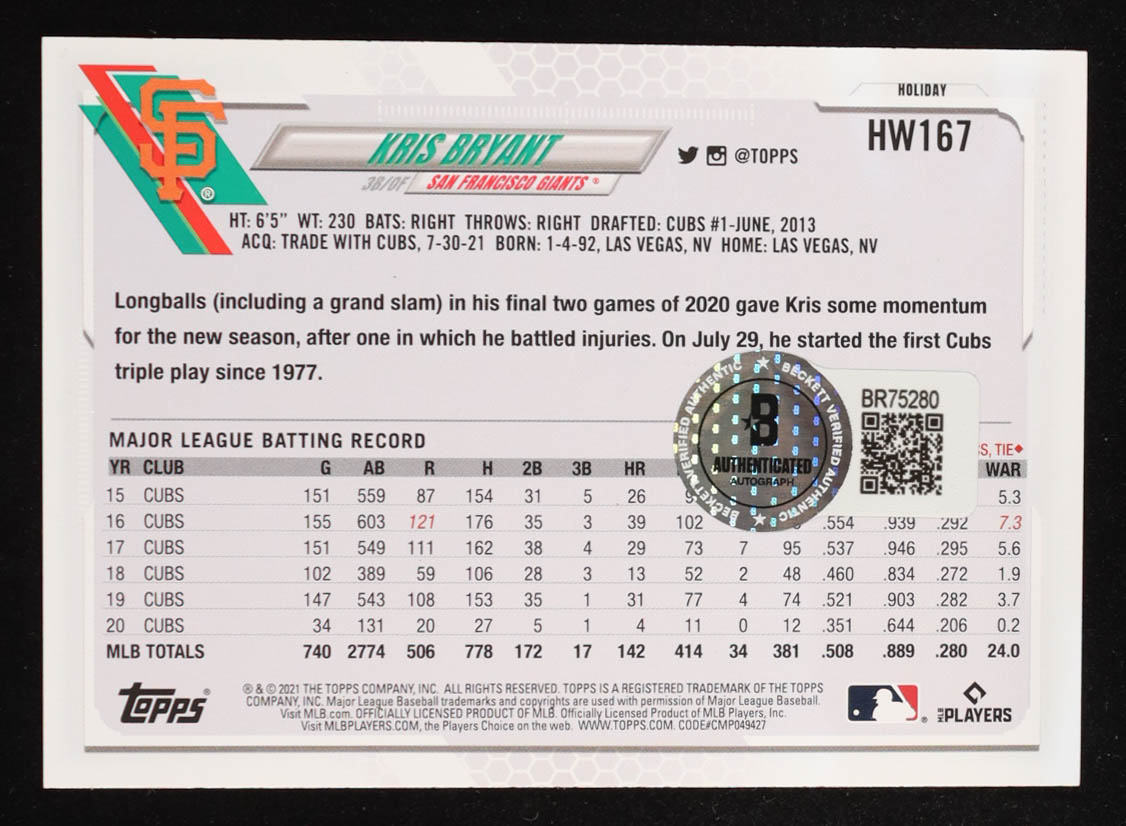 SF ®
HOLIDAY
HW167
KRIS BRYANT
@TOPPS
3B/OF SAN FRANCISCO GIANTS ®
HT: 6'5" WT: 230 BATS: RIGHT THROWS: RIGHT DRAFTED: CUBS #1-JUNE, 2013
ACQ: TRADE WITH CUBS, 7-30-21 BORN: 1-4-92, LAS VEGAS, NV HOME: LAS VEGAS, NV
Longballs (including a grand slam) in his final two games of 2020 gave Kris some momentum
for the new season, after one in which he battled injuries. On July 29, he started the first Cubs
triple play since 1977.
BECKETT VERIFIED AUTHENTIC
BECKETT VERIFIED AUTHENTIC
B
AUTHENTICATED
AUTOGRAPH
BR75280
MAJOR LEAGUE BATTING RECORD TIE◆
YR CLUB G AB R H 2B 3B HR WAR
15 CUBS 151 559 87 154 31 5 26 5.3
16 CUBS 155 603 121 176 35 3 39 102 .554 .939 .292 7.3
17 CUBS 151 549 111 162 38 4 29 73 7 95 .537 .946 .295 5.6
18 CUBS 102 389 59 106 28 3 13 52 2 48 .460 .834 .272 1.9
19 CUBS 147 543 108 153 35 1 31 77 4 74 .521 .903 .282 3.7
20 CUBS 34 131 20 27 5 1 4 11 0 12 .351 .644 .206 0.2
MLB TOTALS 740 2774 506 778 172 17 142 414 34 381 .508 .889 .280 24.0
TOPPS®
® & © 2021 THE TOPPS COMPANY, INC. ALL RIGHTS RESERVED. TOPPS IS A REGISTERED TRADEMARK OF THE TOPPS
COMPANY, INC. Major League Baseball trademarks and copyrights are used with permission of Major League Baseball.
Visit MLB.com. OFFICIALLY LICENSED PRODUCT OF MLB. Officially Licensed Product of MLB Players, Inc.
Visit MLBPLAYERS.COM, the Players Choice on the web. WWW.TOPPS.COM. CODE#CMP049427
®
MLB PLAYERS